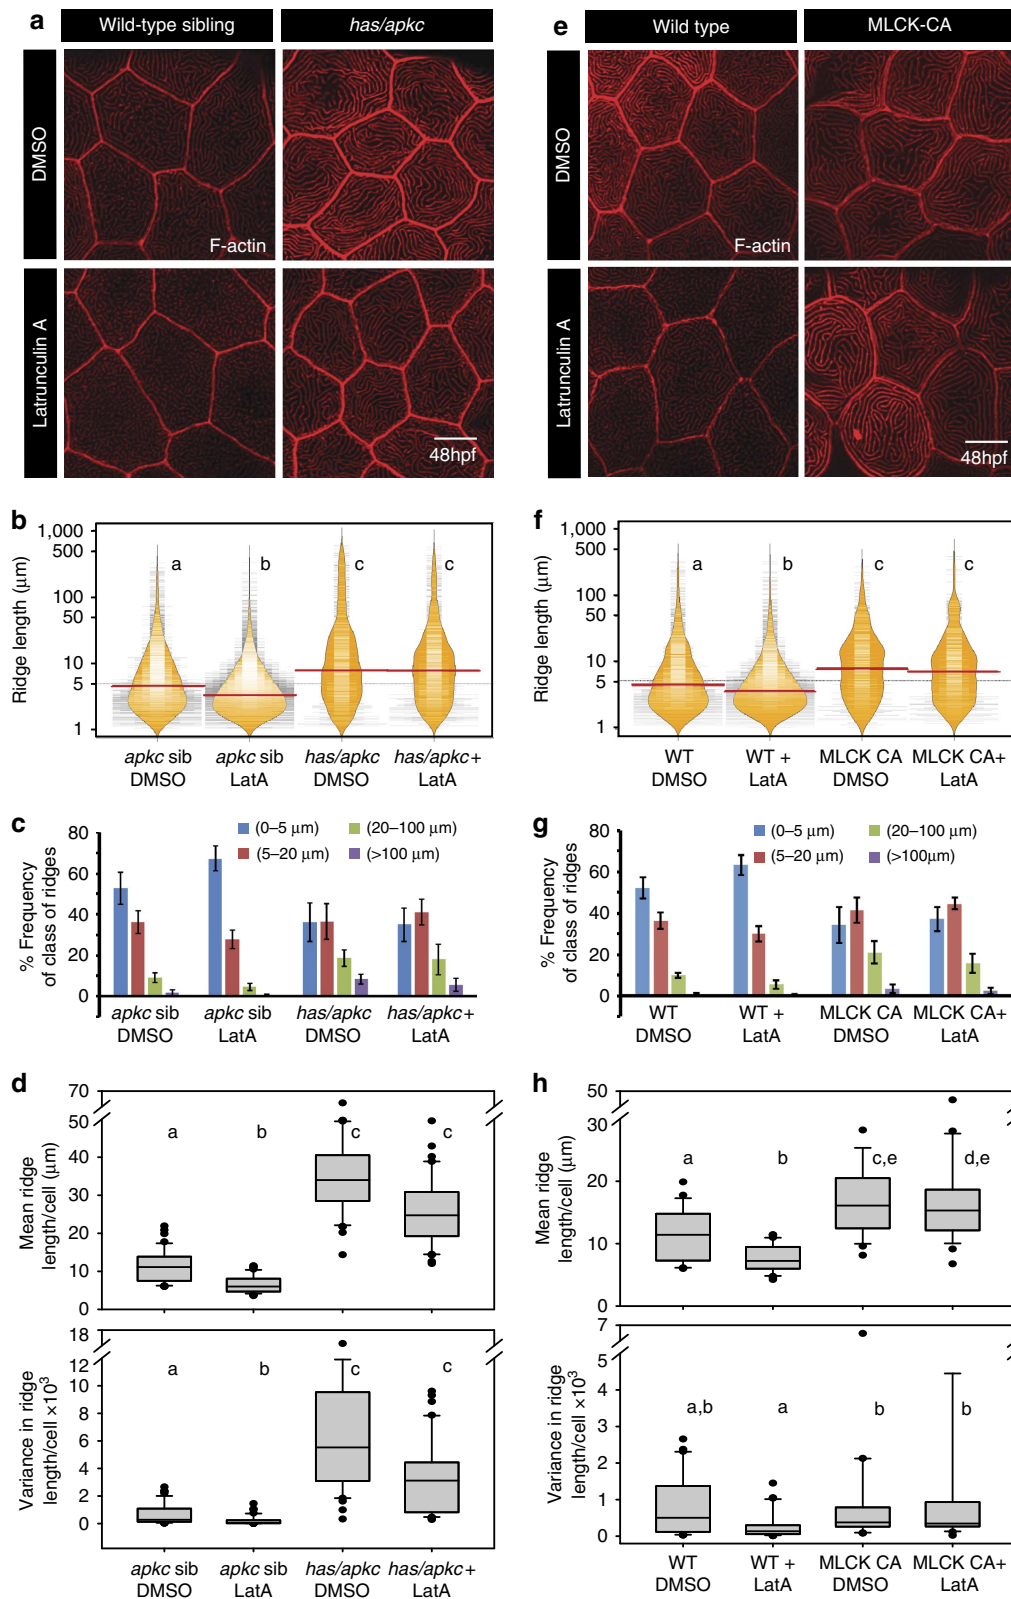 a
Wild-type sibling
has/apkc
DMSO
F-actin
Latrunculin A
48hpf
e
Wild type
MLCK-CA
DMSO
F-actin
Latrunculin A
48hpf
b
Ridge length (µm)
1,000
500
100
50
10
5
1
a
b
c
c
apkc sib DMSO
apkc sib LatA
has/apkc DMSO
has/apkc+ LatA
f
Ridge length (µm)
1,000
500
100
50
10
5
1
a
b
c
c
WT DMSO
WT + LatA
MLCK CA DMSO
MLCK CA+ LatA
c
% Frequency of class of ridges
80
60
40
20
0
(0–5 µm)
(20–100 µm)
(5–20 µm)
(>100 µm)
apkc sib DMSO
apkc sib LatA
has/apkc DMSO
has/apkc+ LatA
g
% Frequency of class of ridges
80
60
40
20
0
(0–5 µm)
(20–100 µm)
(5–20 µm)
(>100µm)
WT DMSO
WT + LatA
MLCK CA DMSO
MLCK CA+ LatA
d
Mean ridge length/cell (µm)
70
50
40
30
20
10
0
a
b
c
c
Variance in ridge length/cell ×10³
18
12
10
8
6
4
2
0
a
b
c
c
apkc sib DMSO
apkc sib LatA
has/apkc DMSO
has/apkc+ LatA
h
Mean ridge length/cell (µm)
50
30
20
10
0
a
b
c,e
d,e
Variance in ridge length/cell ×10³
7
5
4
3
2
1
0
a,b
a
b
b
WT DMSO
WT + LatA
MLCK CA DMSO
MLCK CA+ LatA